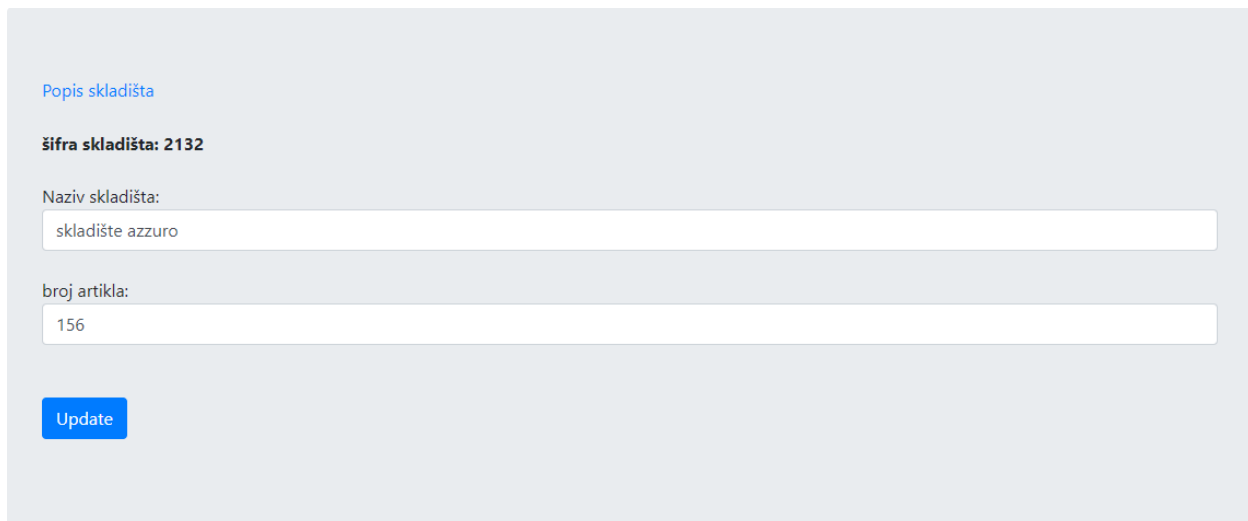 Popis skladišta
šifra skladišta: 2132
Naziv skladišta:
skladište azzuro
broj artikla:
156
Update